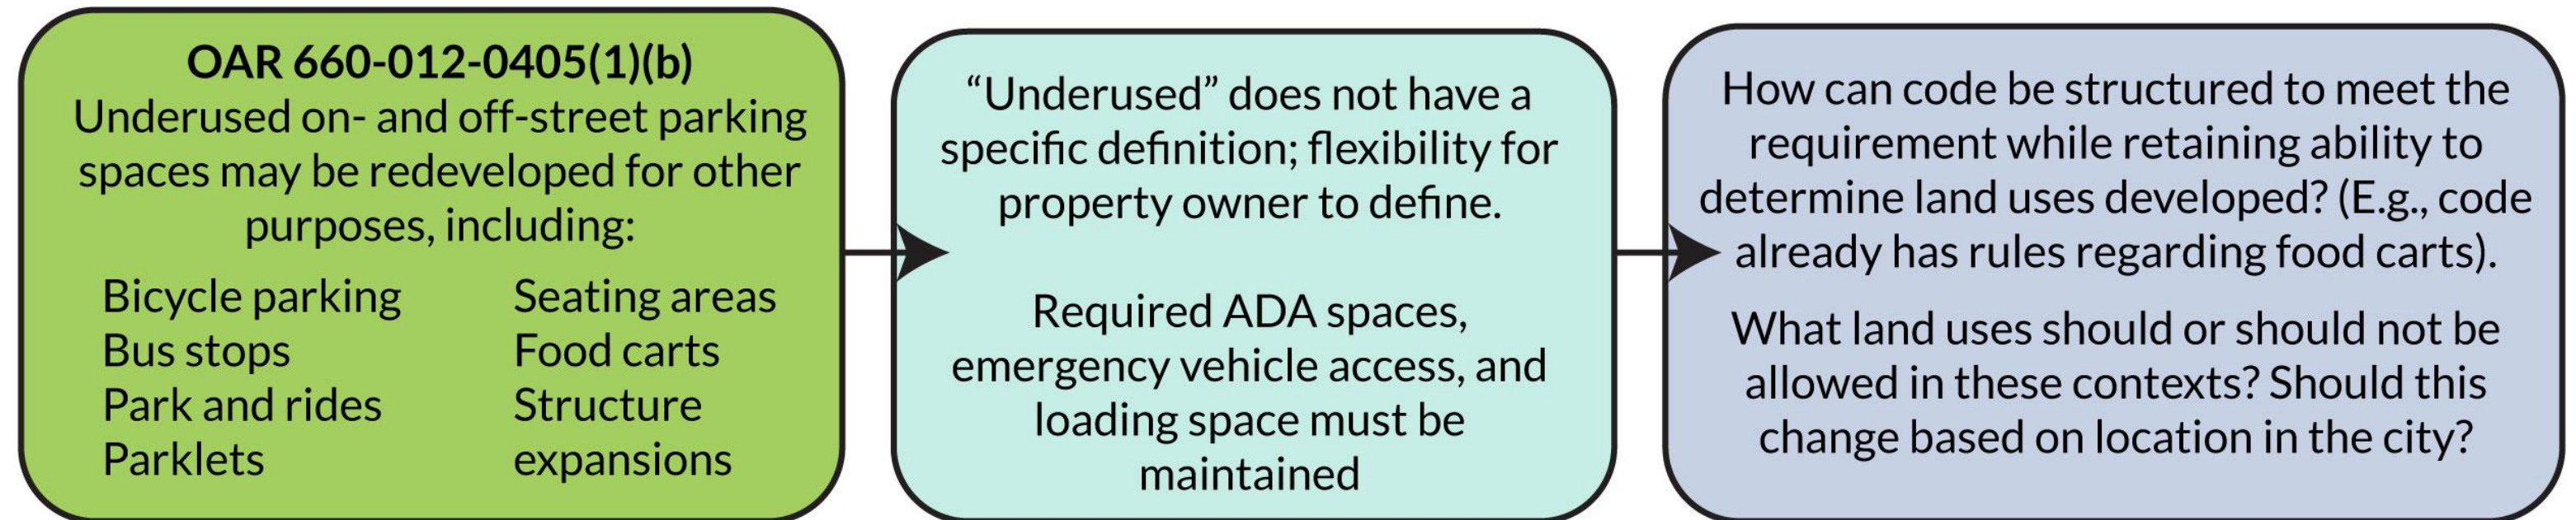 OAR 660-012-0405(1)(b)
Underused on- and off-street parking
spaces may be redeveloped for other
purposes, including:
Bicycle parking
Bus stops
Park and rides
Parklets
Seating areas
Food carts
Structure
expansions
“Underused” does not have a
specific definition; flexibility for
property owner to define.
Required ADA spaces,
emergency vehicle access, and
loading space must be
maintained
How can code be structured to meet the
requirement while retaining ability to
determine land uses developed? (E.g., code
already has rules regarding food carts).
What land uses should or should not be
allowed in these contexts? Should this
change based on location in the city?